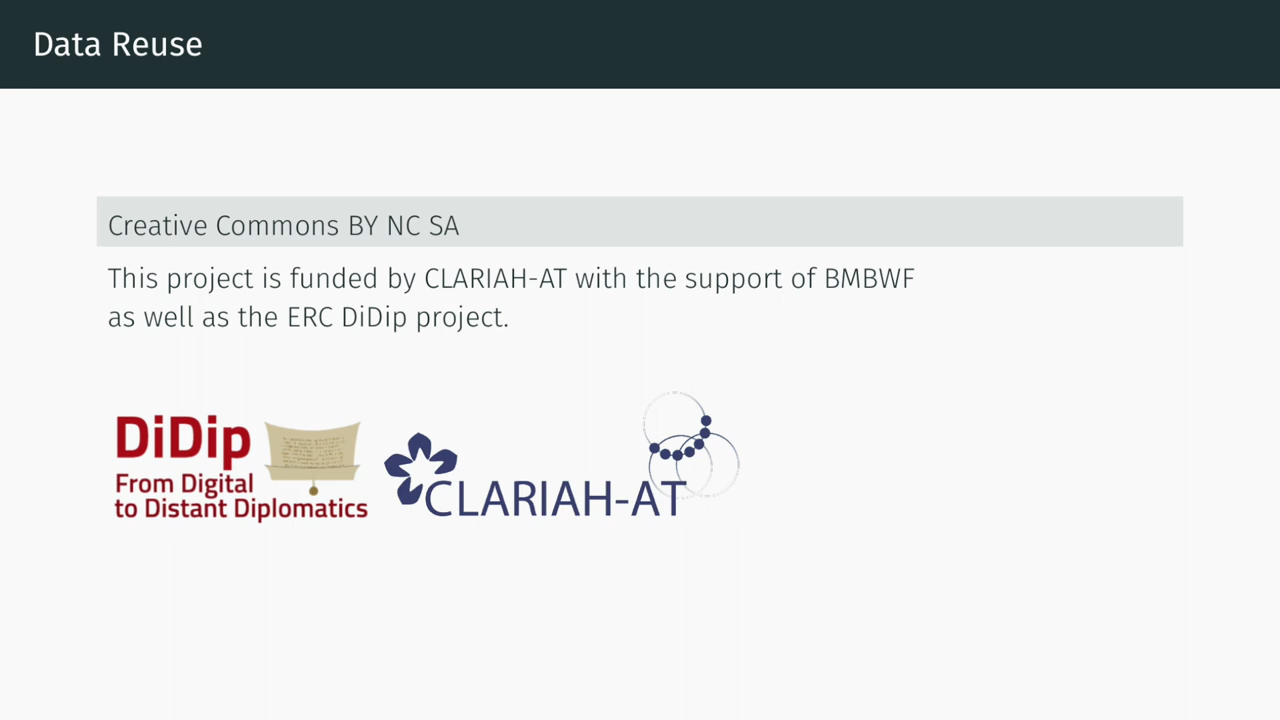 Data Reuse
Creative Commons BY NC SA
This project is funded by CLARIAH-AT with the support of BMBWF
as well as the ERC DiDip project.
DiDip
From Digital
to Distant Diplomatics
CLARIAH-AT